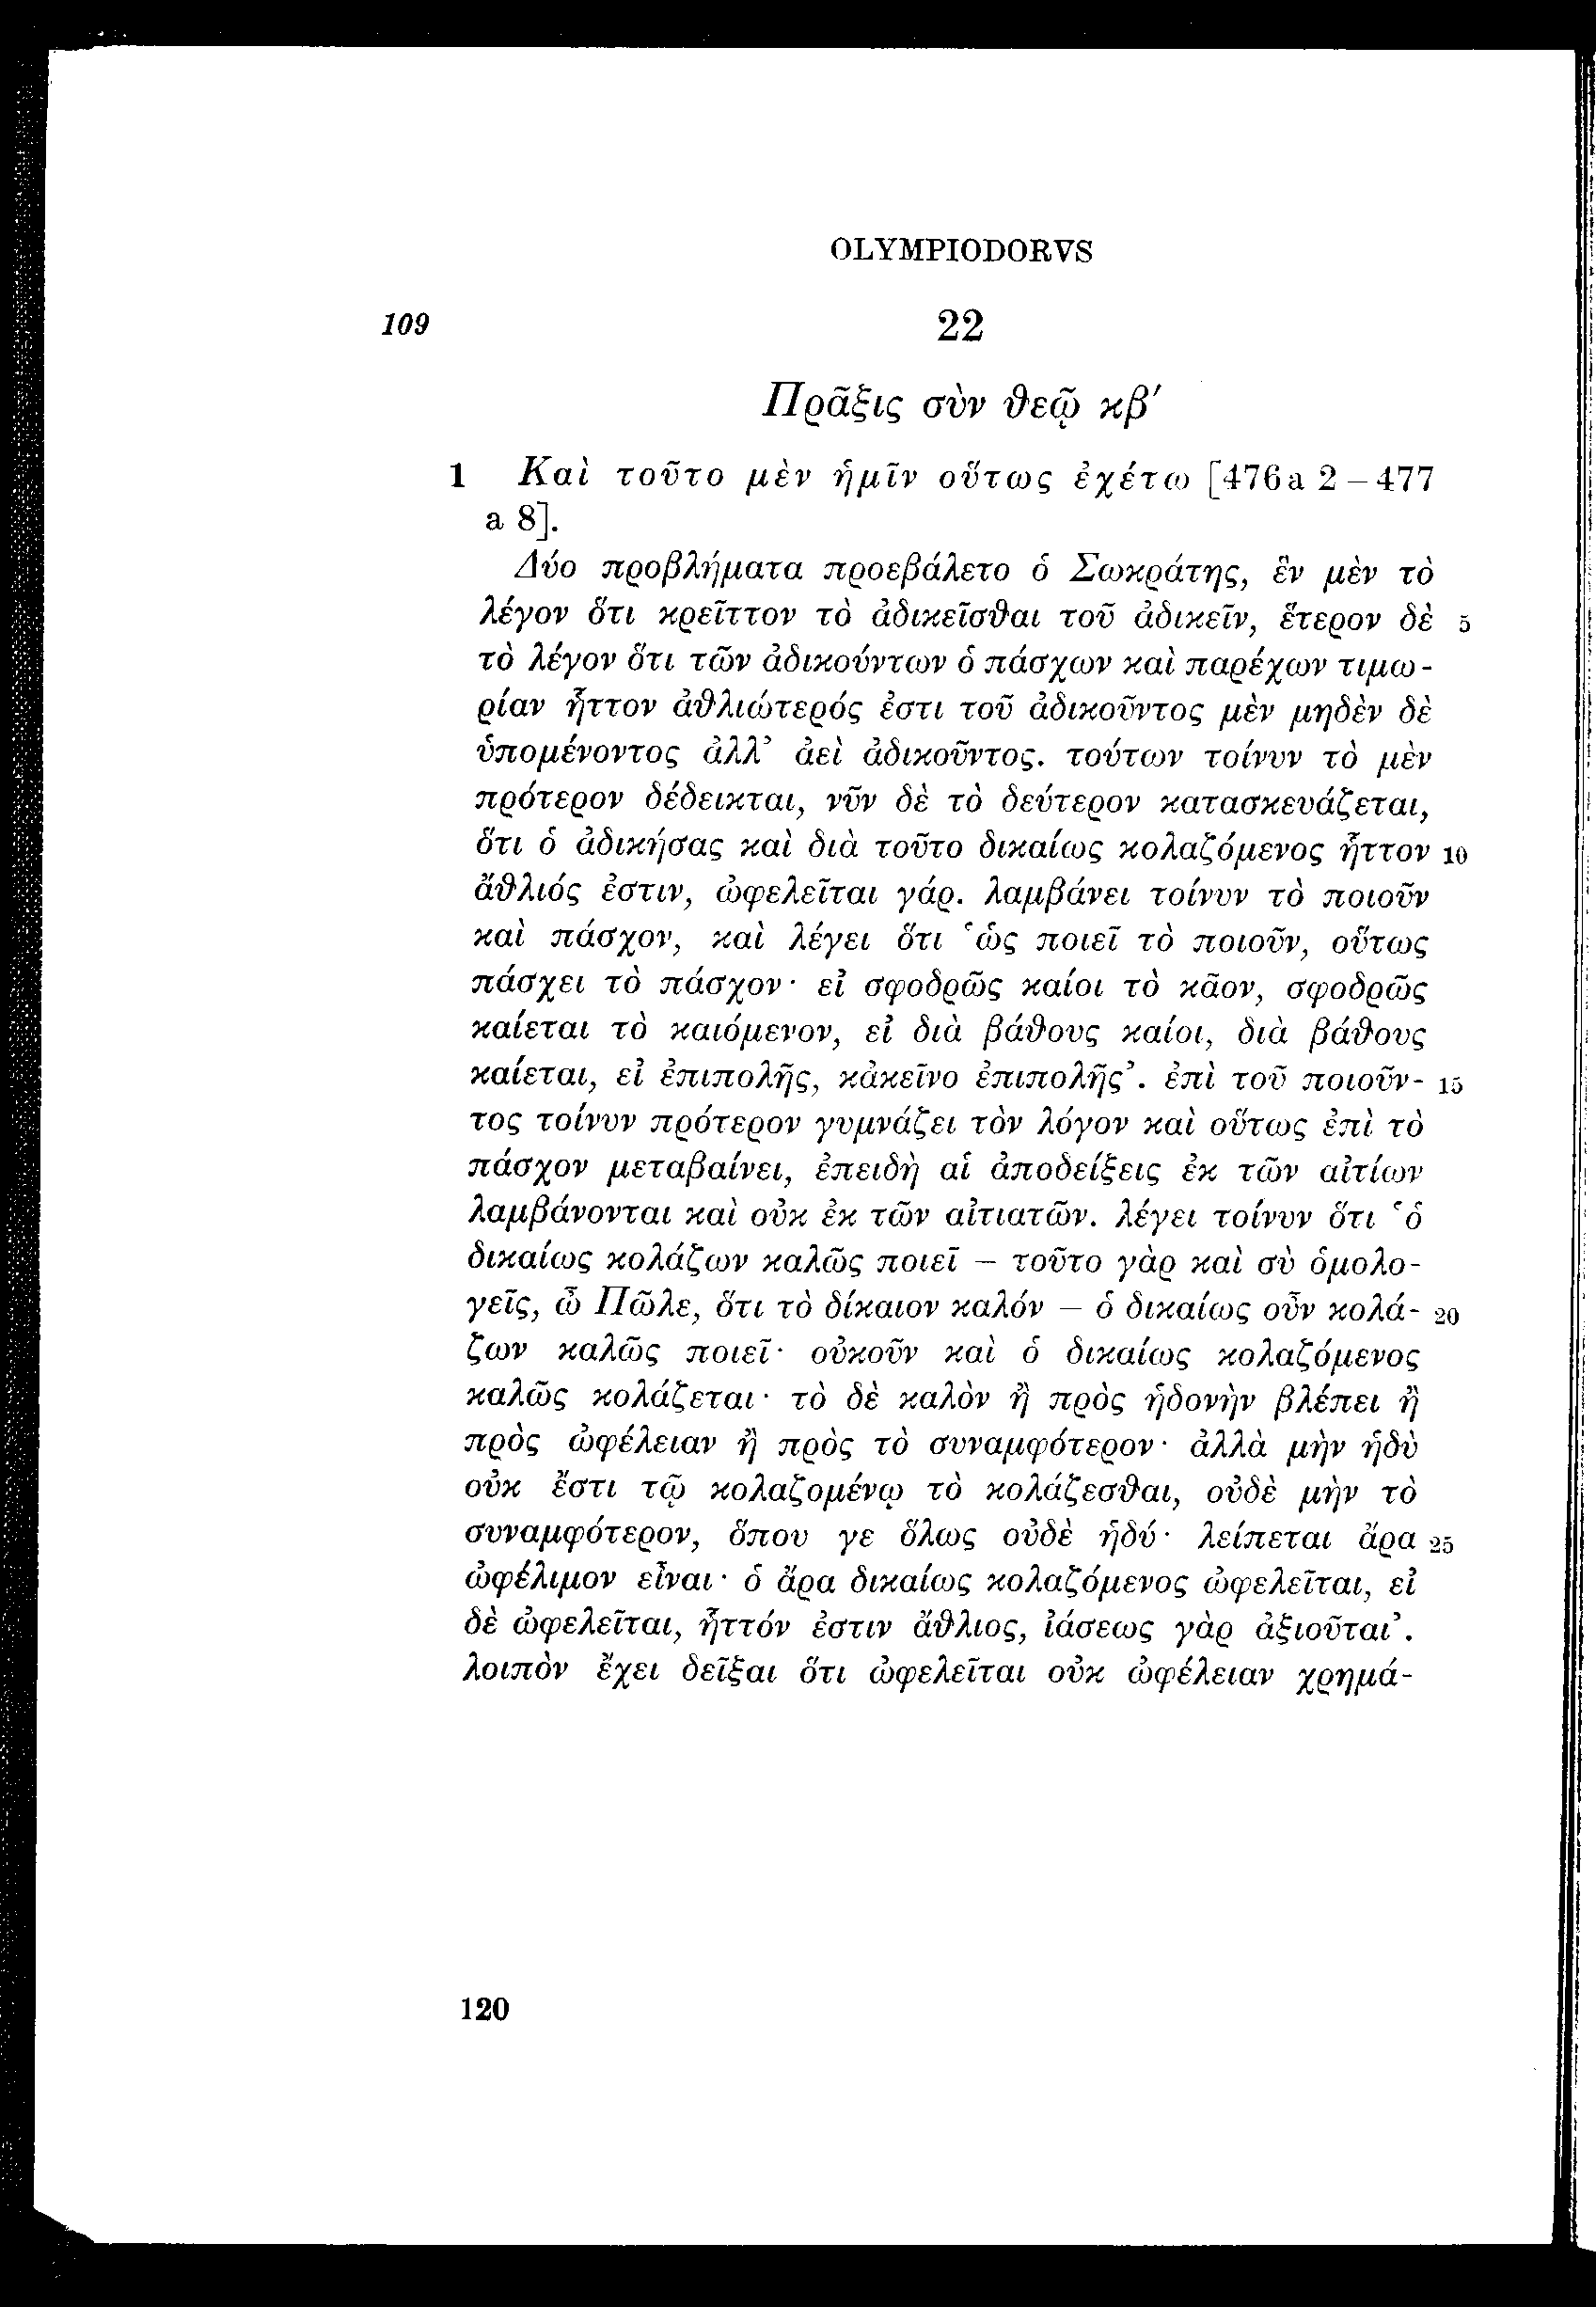 OLYMPIODORVS
109 22
Πρᾶξις σὺν θεῷ κβʹ
1 Καὶ τοῦτο μὲν ἡμῖν οὕτως ἐχέτω [476a 2 – 477
a 8].
Δύο προβλήματα προεβάλετο ὁ Σωκράτης, ἓν μὲν τὸ
λέγον ὅτι κρεῖττον τὸ ἀδικεῖσθαι τοῦ ἀδικεῖν, ἕτερον δὲ 5
τὸ λέγον ὅτι τῶν ἀδικούντων ὁ πάσχων καὶ παρέχων τιμω-
ρίαν ἧττον ἀθλιώτερός ἐστι τοῦ ἀδικοῦντος μὲν μηδὲν δὲ
ὑπομένοντος ἀλλ᾽ ἀεὶ ἀδικοῦντος. τούτων τοίνυν τὸ μὲν
πρότερον δέδεικται, νῦν δὲ τὸ δεύτερον κατασκευάζεται,
ὅτι ὁ ἀδικήσας καὶ διὰ τοῦτο δικαίως κολαζόμενος ἧττον 10
ἄθλιός ἐστιν, ὠφελεῖται γάρ. λαμβάνει τοίνυν τὸ ποιοῦν
καὶ πάσχον, καὶ λέγει ὅτι ῾ὡς ποιεῖ τὸ ποιοῦν, οὕτως
πάσχει τὸ πάσχον· εἰ σφοδρῶς καίοι τὸ κᾶον, σφοδρῶς
καίεται τὸ καιόμενον, εἰ διὰ βάθους καίοι, διὰ βάθους
καίεται, εἰ ἐπιπολῆς, κἀκεῖνο ἐπιπολῆς᾽. ἐπὶ τοῦ ποιοῦν- 15
τος τοίνυν πρότερον γυμνάζει τὸν λόγον καὶ οὕτως ἐπὶ τὸ
πάσχον μεταβαίνει, ἐπειδὴ αἱ ἀποδείξεις ἐκ τῶν αἰτίων
λαμβάνονται καὶ οὐκ ἐκ τῶν αἰτιατῶν. λέγει τοίνυν ὅτι ῾ὁ
δικαίως κολάζων καλῶς ποιεῖ – τοῦτο γὰρ καὶ σὺ ὁμολο-
γεῖς, ὦ Πῶλε, ὅτι τὸ δίκαιον καλόν – ὁ δικαίως οὖν κολά- 20
ζων καλῶς ποιεῖ· οὐκοῦν καὶ ὁ δικαίως κολαζόμενος
καλῶς κολάζεται· τὸ δὲ καλὸν ἢ πρὸς ἡδονὴν βλέπει ἢ
πρὸς ὠφέλειαν ἢ πρὸς τὸ συναμφότερον· ἀλλὰ μὴν ἡδὺ
οὐκ ἔστι τῷ κολαζομένῳ τὸ κολάζεσθαι, οὐδὲ μὴν τὸ
συναμφότερον, ὅπου γε ὅλως οὐδὲ ἡδύ· λείπεται ἄρα 25
ὠφέλιμον εἶναι· ὁ ἄρα δικαίως κολαζόμενος ὠφελεῖται, εἰ
δὲ ὠφελεῖται, ἧττόν ἐστιν ἄθλιος, ἰάσεως γὰρ ἀξιοῦται᾽.
λοιπὸν ἔχει δεῖξαι ὅτι ὠφελεῖται οὐκ ὠφέλειαν χρημά-
120